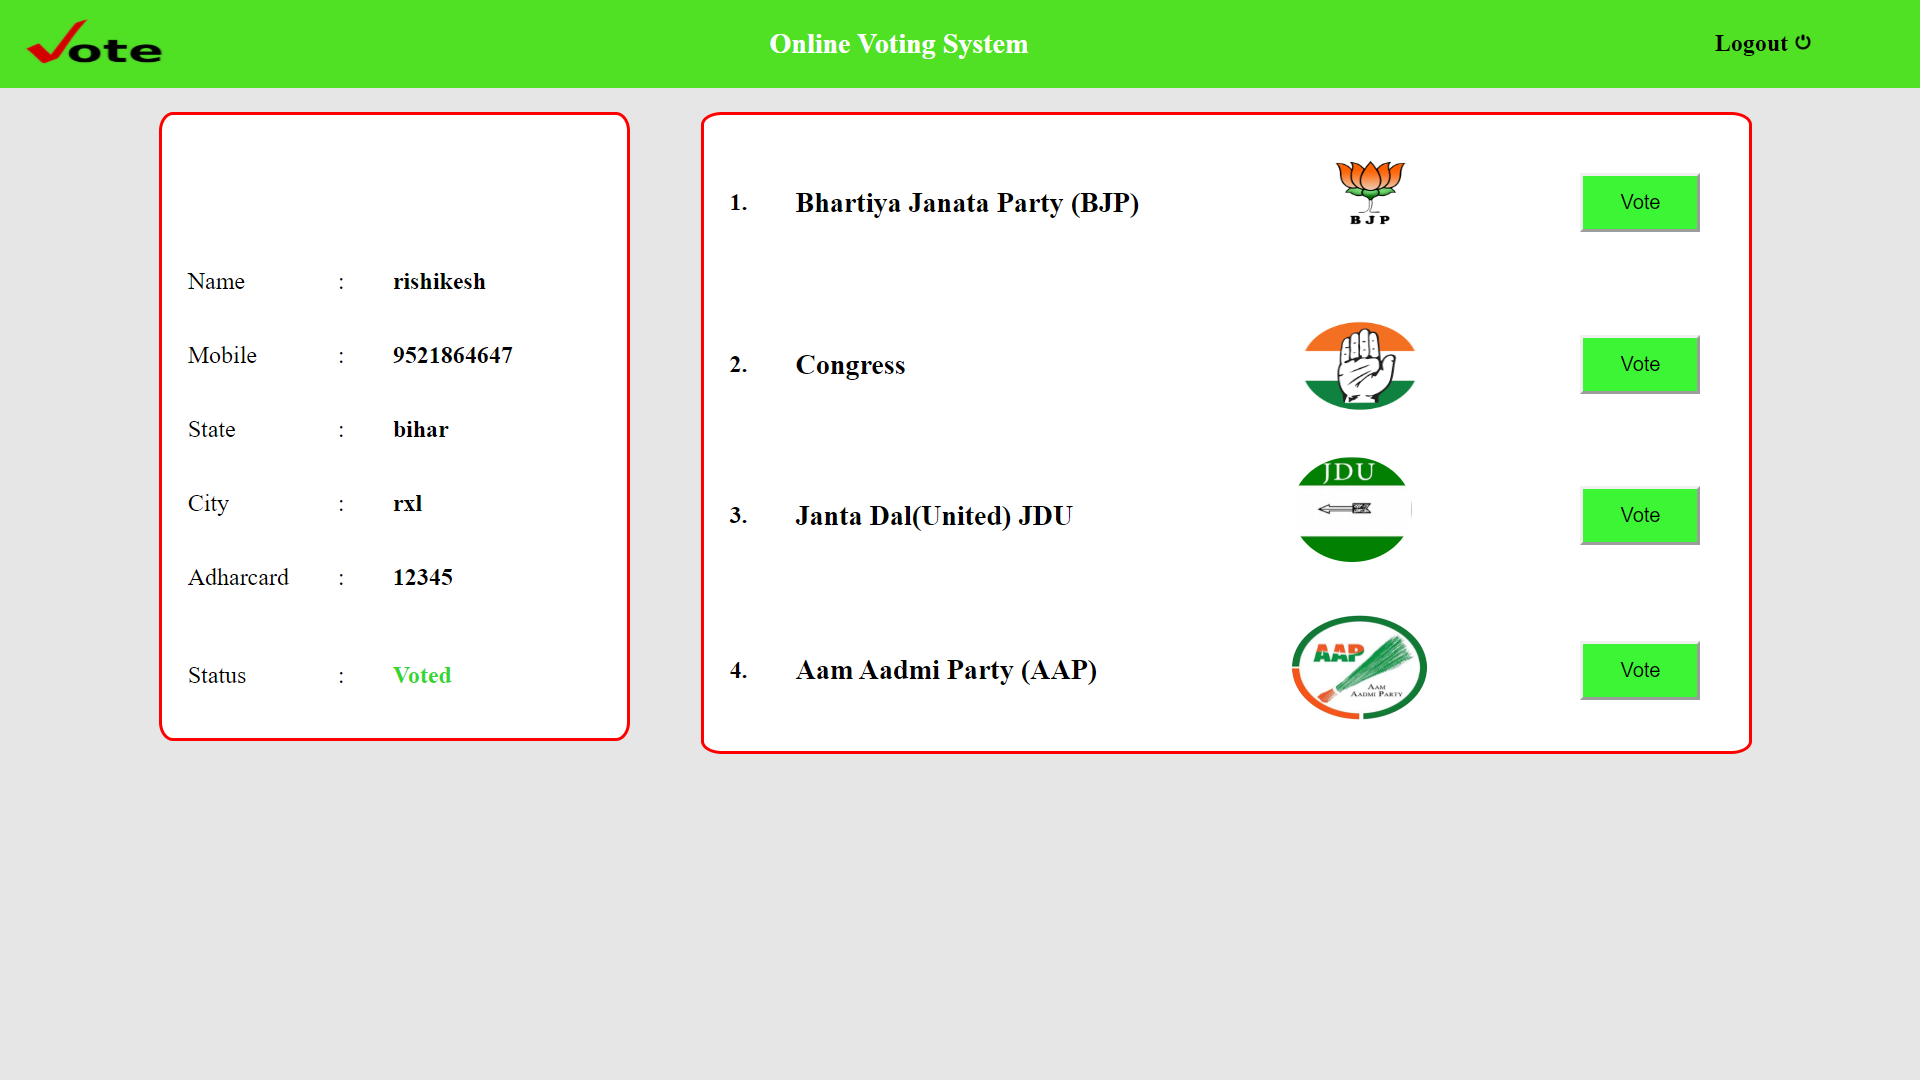 Vote
Online Voting System
Logout
Name : rishikesh
Mobile : 9521864647
State : bihar
City : rxl
Adharcard : 12345
Status : Voted
1. Bhartiya Janata Party (BJP) BJP Vote
2. Congress Vote
3. Janta Dal(United) JDU JDU Vote
4. Aam Aadmi Party (AAP) AAP Vote
AAM
AADMI PARTY